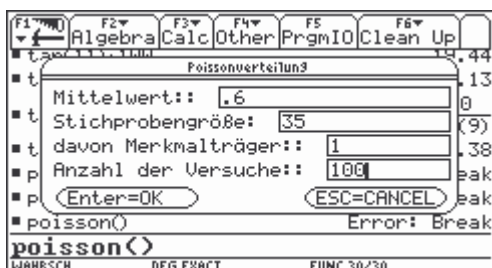 F1 F2 F3 F4 F5 F6
Algebra Calc Other PrgmIO Clean Up
.44
Poissonverteilung
t .13
Mittelwert:: .6
0
Stichprobengröße: 35
t (9)
davon Merkmalträger:: 1
t .38
Anzahl der Versuche:: 100
p eak
Enter=OK ESC=CANCEL
p eak
poisson() Error: Break
poisson()
WAHRSCH DEG EXACT FUNC 30/30